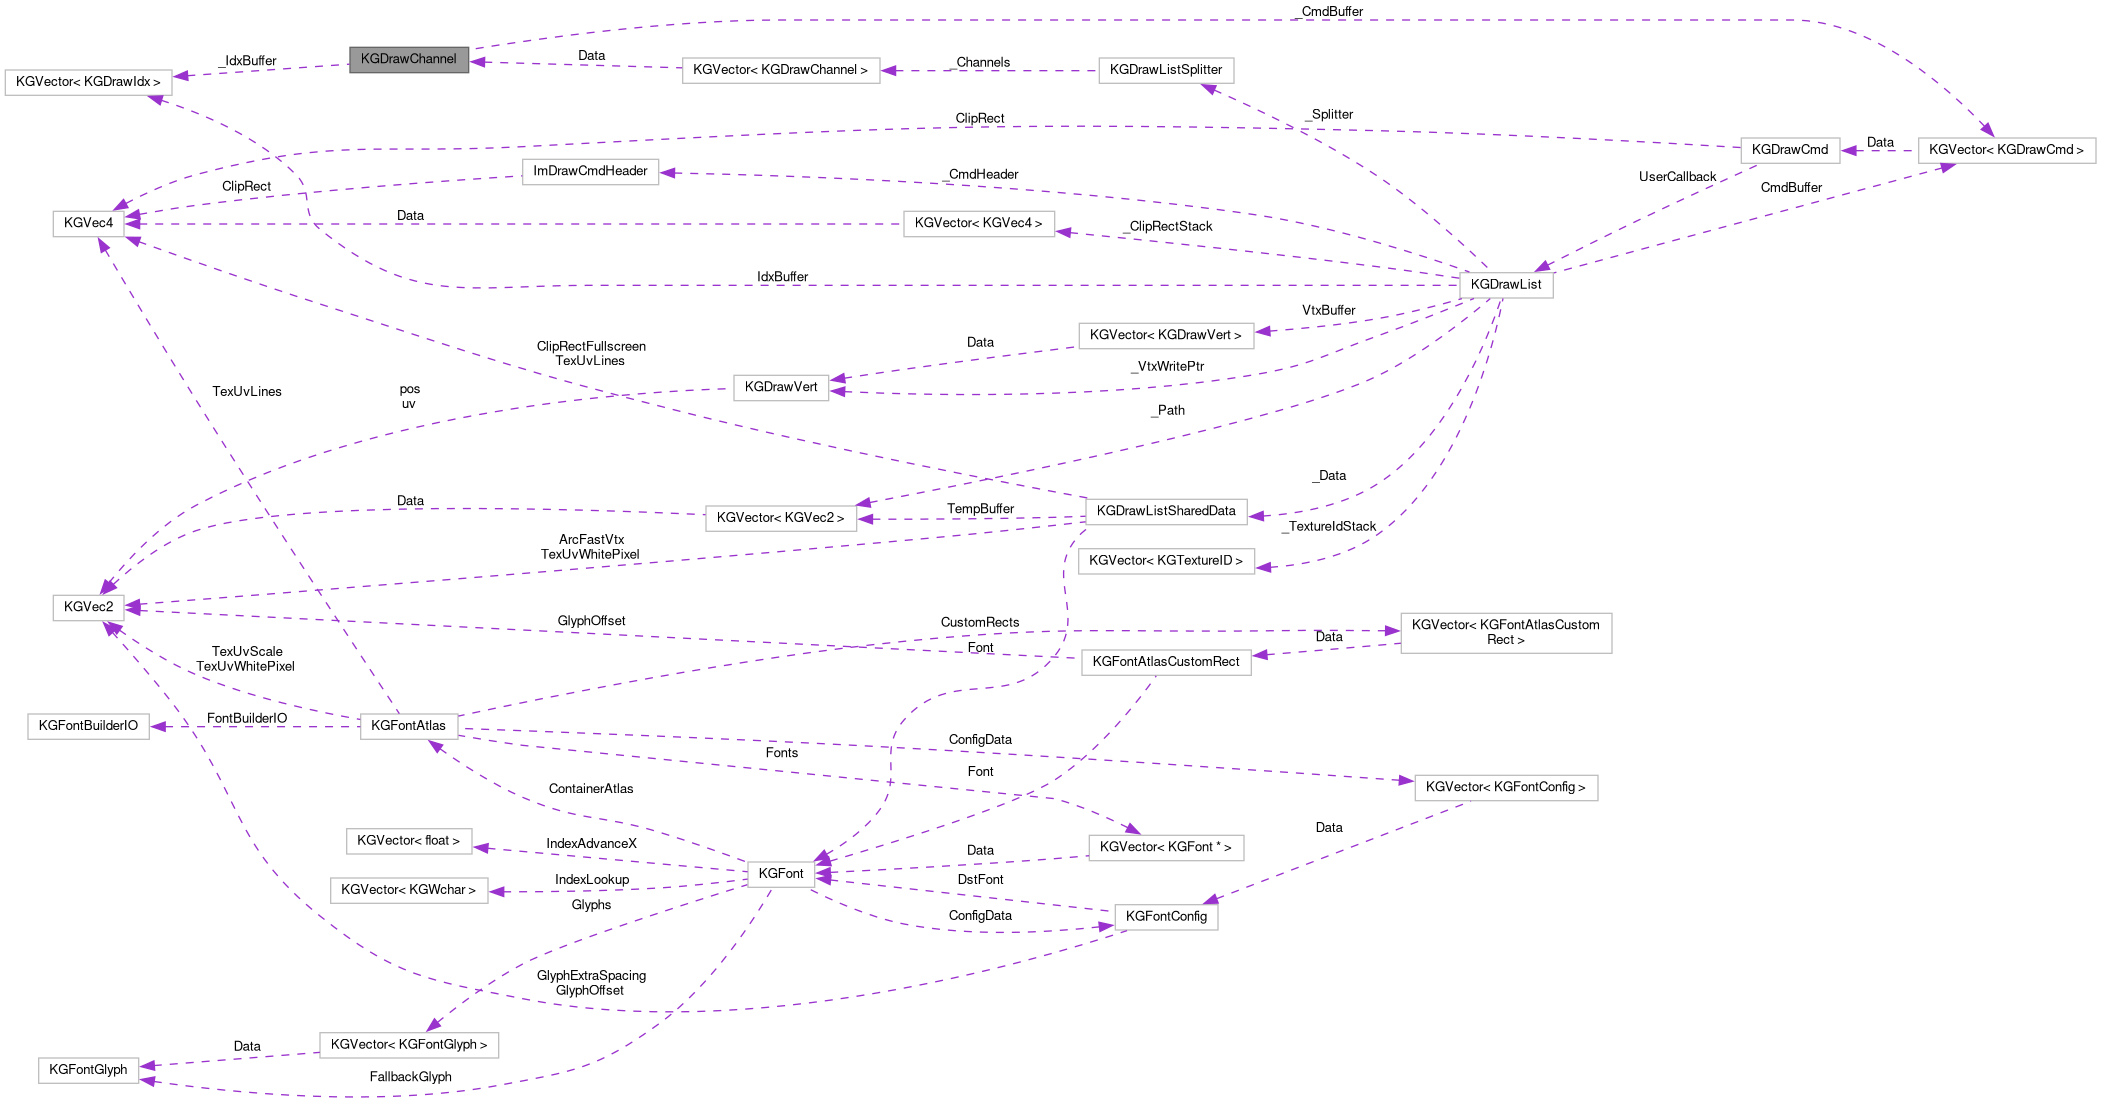 _CmdBuffer
KGDrawChannel
_IdxBuffer
Data
KGVector< KGDrawChannel >
_Channels
KGDrawListSplitter
KGVector< KGDrawIdx >
ClipRect
_Splitter
KGDrawCmd
Data
KGVector< KGDrawCmd >
ImDrawCmdHeader
_CmdHeader
UserCallback
CmdBuffer
ClipRect
KGVec4
Data
KGVector< KGVec4 >
_ClipRectStack
IdxBuffer
KGDrawList
VtxBuffer
KGVector< KGDrawVert >
Data
ClipRectFullscreen
TexUvLines
_VtxWritePtr
KGDrawVert
TexUvLines
pos
uv
_Path
_Data
Data
KGVector< KGVec2 >
TempBuffer
KGDrawListSharedData
_TextureIdStack
ArcFastVtx
TexUvWhitePixel
KGVector< KGTextureID >
KGVec2
GlyphOffset
CustomRects
KGVector< KGFontAtlasCustom
Rect >
Data
Font
KGFontAtlasCustomRect
TexUvScale
TexUvWhitePixel
FontBuilderIO
KGFontBuilderIO
KGFontAtlas
ConfigData
Fonts
Font
KGVector< KGFontConfig >
ContainerAtlas
Data
KGVector< float >
IndexAdvanceX
KGVector< KGFont * >
Data
KGFont
DstFont
KGVector< KGWchar >
IndexLookup
Glyphs
ConfigData
KGFontConfig
GlyphExtraSpacing
GlyphOffset
KGVector< KGFontGlyph >
Data
KGFontGlyph
FallbackGlyph